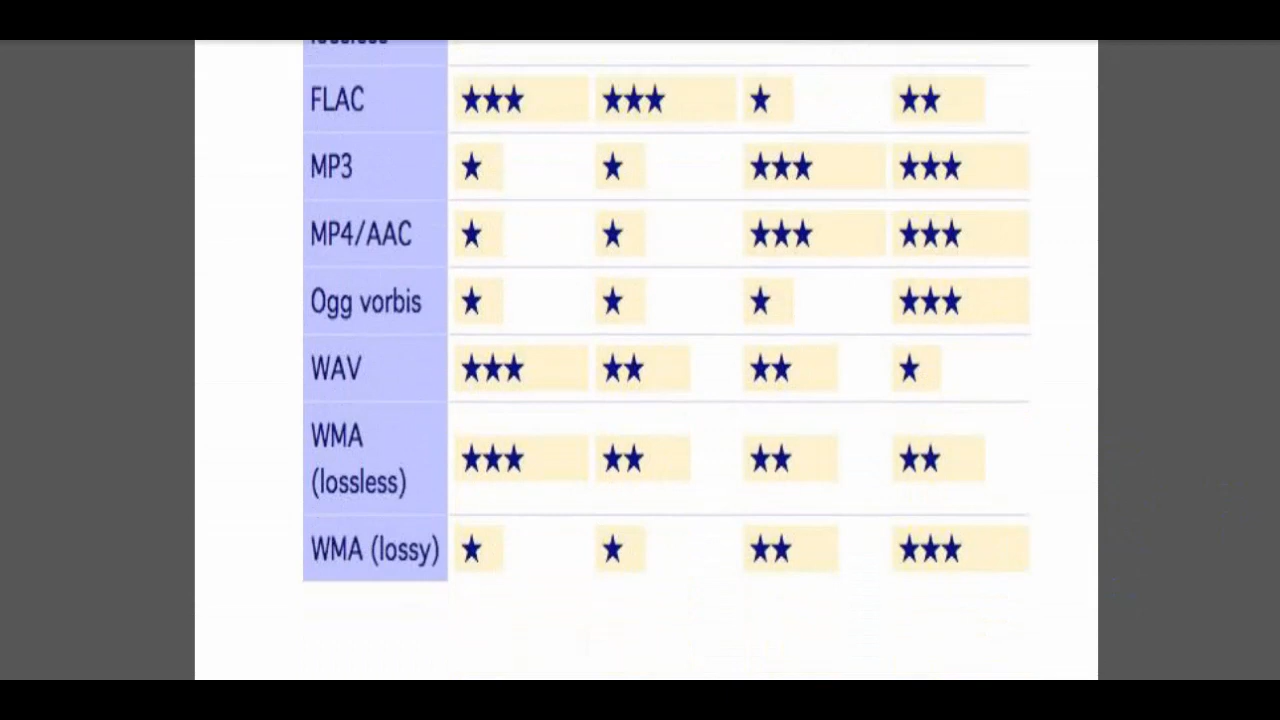 FLAC ★★★ ★★★ ★ ★★
MP3 ★ ★ ★★★ ★★★
MP4/AAC ★ ★ ★★★ ★★★
Ogg vorbis ★ ★ ★ ★★★
WAV ★★★ ★★ ★★ ★
WMA
(lossless) ★★★ ★★ ★★ ★★
WMA (lossy) ★ ★ ★★ ★★★